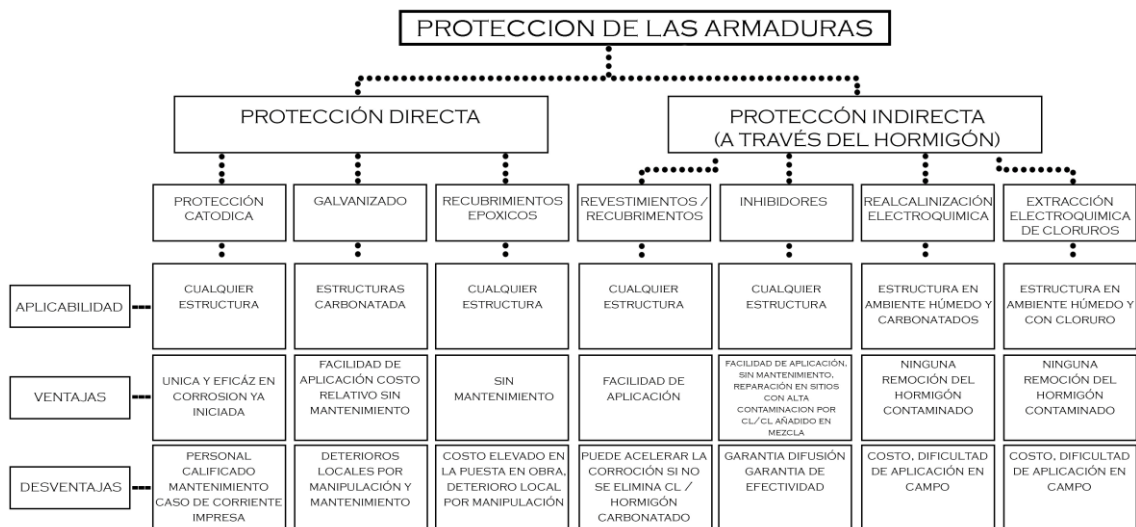 PROTECCION DE LAS ARMADURAS
PROTECCIÓN DIRECTA
PROTECCÓN INDIRECTA
(A TRAVÉS DEL HORMIGÓN)
PROTECCIÓN
CATODICA
GALVANIZADO
RECUBRIMIENTOS
EPOXICOS
REVESTIMIENTOS /
RECUBRIMENTOS
INHIBIDORES
REALCALINIZACIÓN
ELECTROQUIMICA
EXTRACCIÓN
ELECTROQUIMICA
DE CLORUROS
APLICABILIDAD
CUALQUIER
ESTRUCTURA
ESTRUCTURAS
CARBONATADA
CUALQUIER
ESTRUCTURA
CUALQUIER
ESTRUCTURA
CUALQUIER
ESTRUCTURA
ESTRUCTURA EN
AMBIENTE HÚMEDO Y
CARBONATADOS
ESTRUCTURA EN
AMBIENTE HÚMEDO Y
CON CLORURO
VENTAJAS
UNICA Y EFICÁZ EN
CORROSION YA
INICIADA
FACILIDAD DE
APLICACIÓN COSTO
RELATIVO SIN
MANTENIMIENTO
SIN
MANTENIMIENTO
FACILIDAD DE
APLICACIÓN
FACILIDAD DE APLICACIÓN,
SIN MANTENIMIENTO,
REPARACIÓN EN SITIOS
CON ALTA
CONTAMINACION POR
CL/CL AÑADIDO EN
MEZCLA
NINGUNA
REMOCIÓN DEL
HORMIGÓN
CONTAMINADO
NINGUNA
REMOCIÓN DEL
HORMIGÓN
CONTAMINADO
DESVENTAJAS
PERSONAL
CALIFICADO
MANTENIMIENTO
CASO DE CORRIENTE
IMPRESA
DETERIOROS
LOCALES POR
MANIPULACIÓN Y
MANTENIMIENTO
COSTO ELEVADO EN
LA PUESTA EN OBRA,
DETERIORO LOCAL
POR MANIPULACIÓN
PUEDE ACELERAR LA
CORROCIÓN SI NO
SE ELIMINA CL /
HORMIGÓN
CARBONATADO
GARANTIA DIFUSIÓN
GARANTIA DE
EFECTIVIDAD
COSTO, DIFICULTAD
DE APLICACIÓN EN
CAMPO
COSTO, DIFICULTAD
DE APLICACIÓN EN
CAMPO